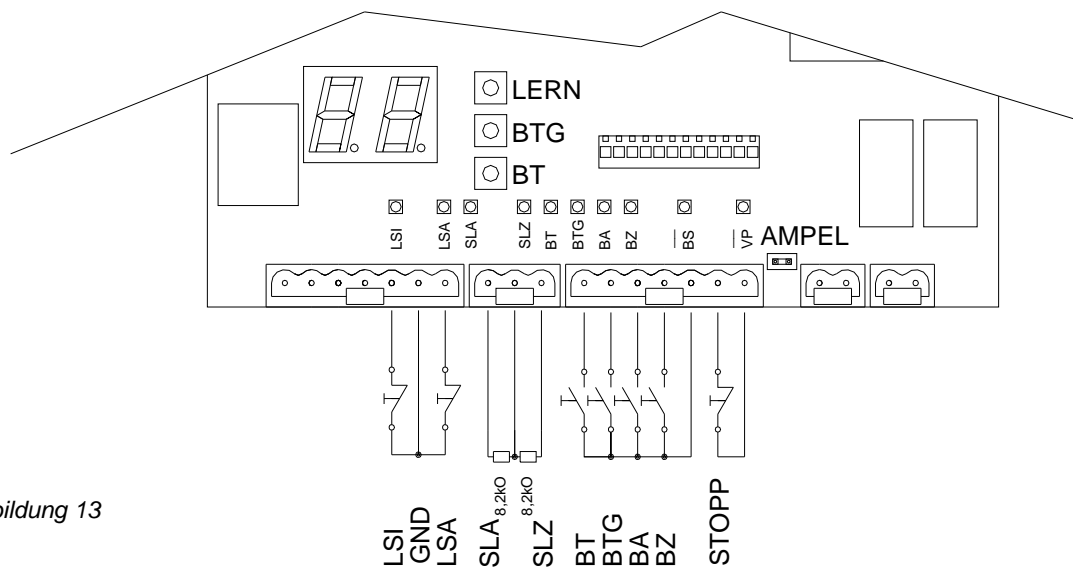 LERN
BTG
BT
LSI
LSA
SLA
SLZ
BT
BTG
BA
BZ
BS
VP
AMPEL
bildung 13
LSI
GND
LSA
SLA
8,2kO
8,2kO
SLZ
BT
BTG
BA
BZ
STOPP